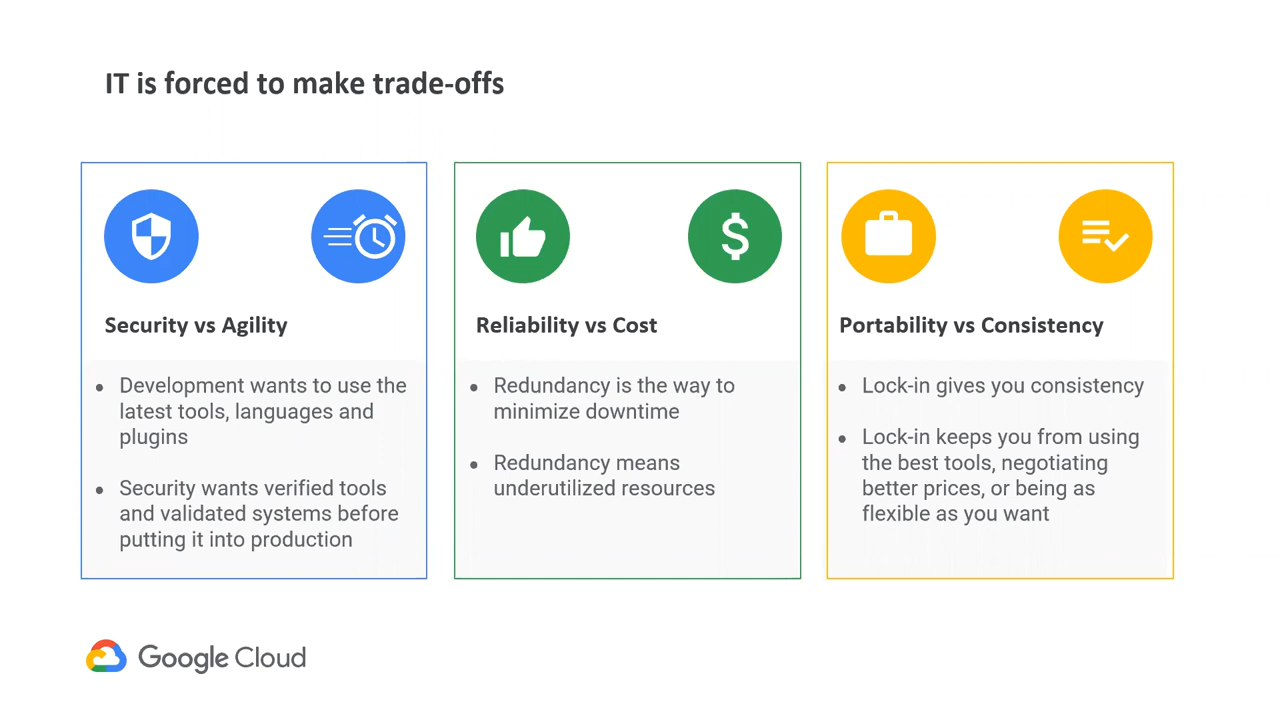 IT is forced to make trade-offs
Security vs Agility
• Development wants to use the
latest tools, languages and
plugins
• Security wants verified tools
and validated systems before
putting it into production
Reliability vs Cost
• Redundancy is the way to
minimize downtime
• Redundancy means
underutilized resources
Portability vs Consistency
• Lock-in gives you consistency
• Lock-in keeps you from using
the best tools, negotiating
better prices, or being as
flexible as you want
Google Cloud